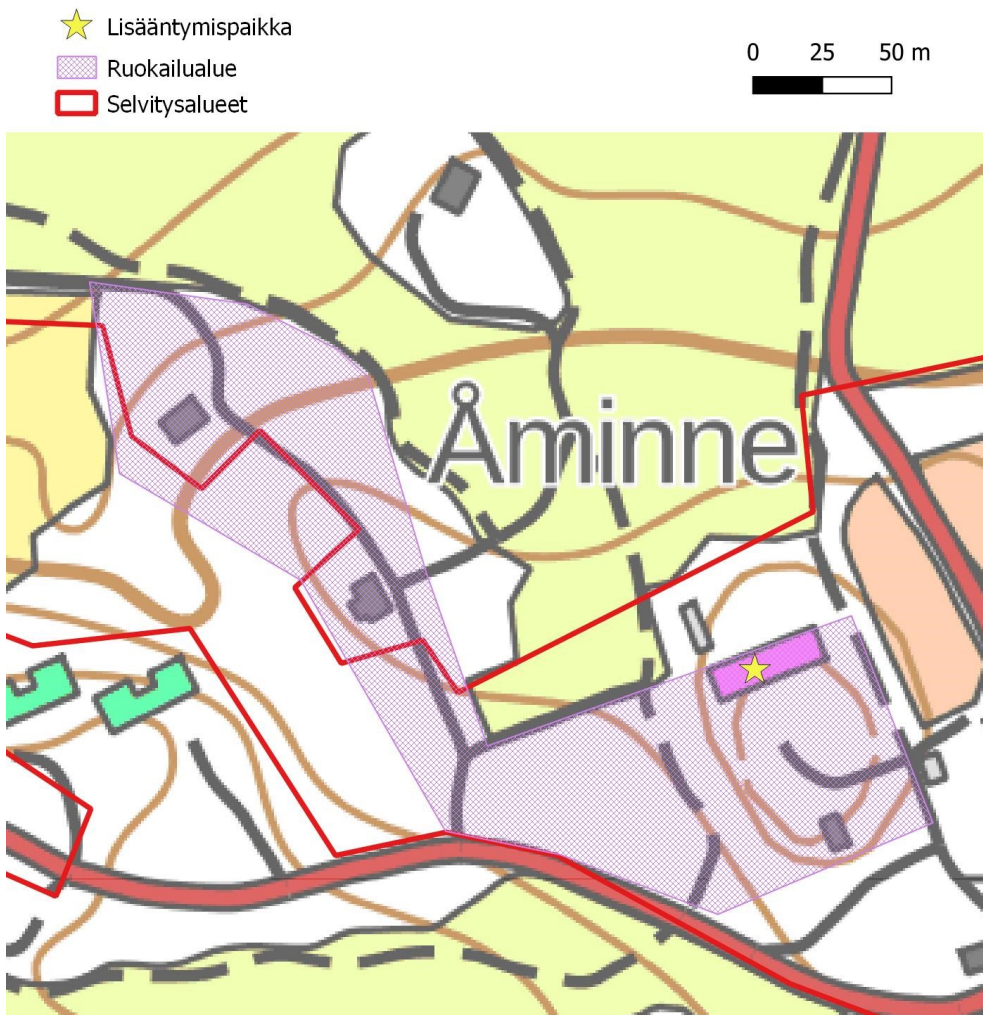 Lisääntymispaikka
Ruokailualue
Selvitysalueet
0 25 50 m
Åminne